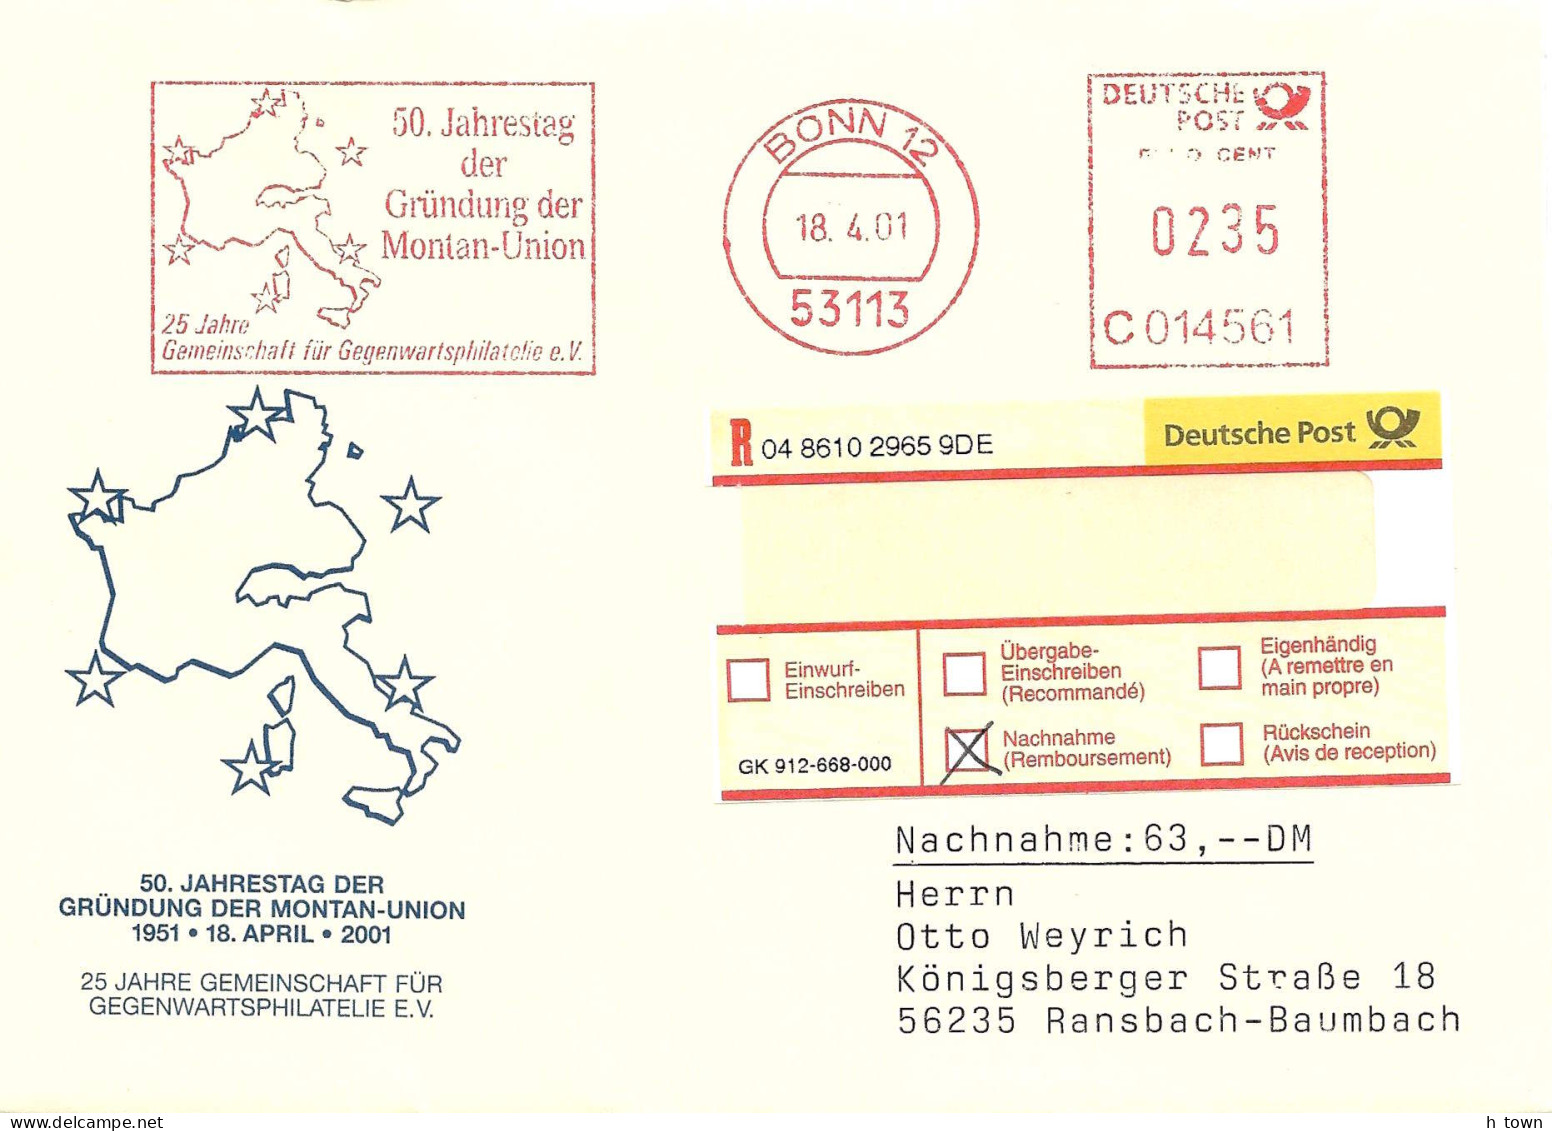 50. Jahrestag
der
Gründung der
Montan-Union
25 Jahre
Gemeinschaft für Gegenwartsphilatelie e.V.
BONN 12
18. 4. 01
53113
DEUTSCHE
POST
CENT
0235
C014561
R 04 8610 2965 9DE
Deutsche Post
Einwurf-
Einschreiben
GK 912-668-000
Übergabe-
Einschreiben
(Recommandé)
Nachnahme
(Remboursement)
Eigenhändig
(A remettre en
main propre)
Rückschein
(Avis de reception)
Nachnahme:63,--DM
Herrn
Otto Weyrich
Königsberger Straße 18
56235 Ransbach-Baumbach
50. JAHRESTAG DER
GRÜNDUNG DER MONTAN-UNION
1951 • 18. APRIL • 2001
25 JAHRE GEMEINSCHAFT FÜR
GEGENWARTSPHILATELIE E.V.
h town